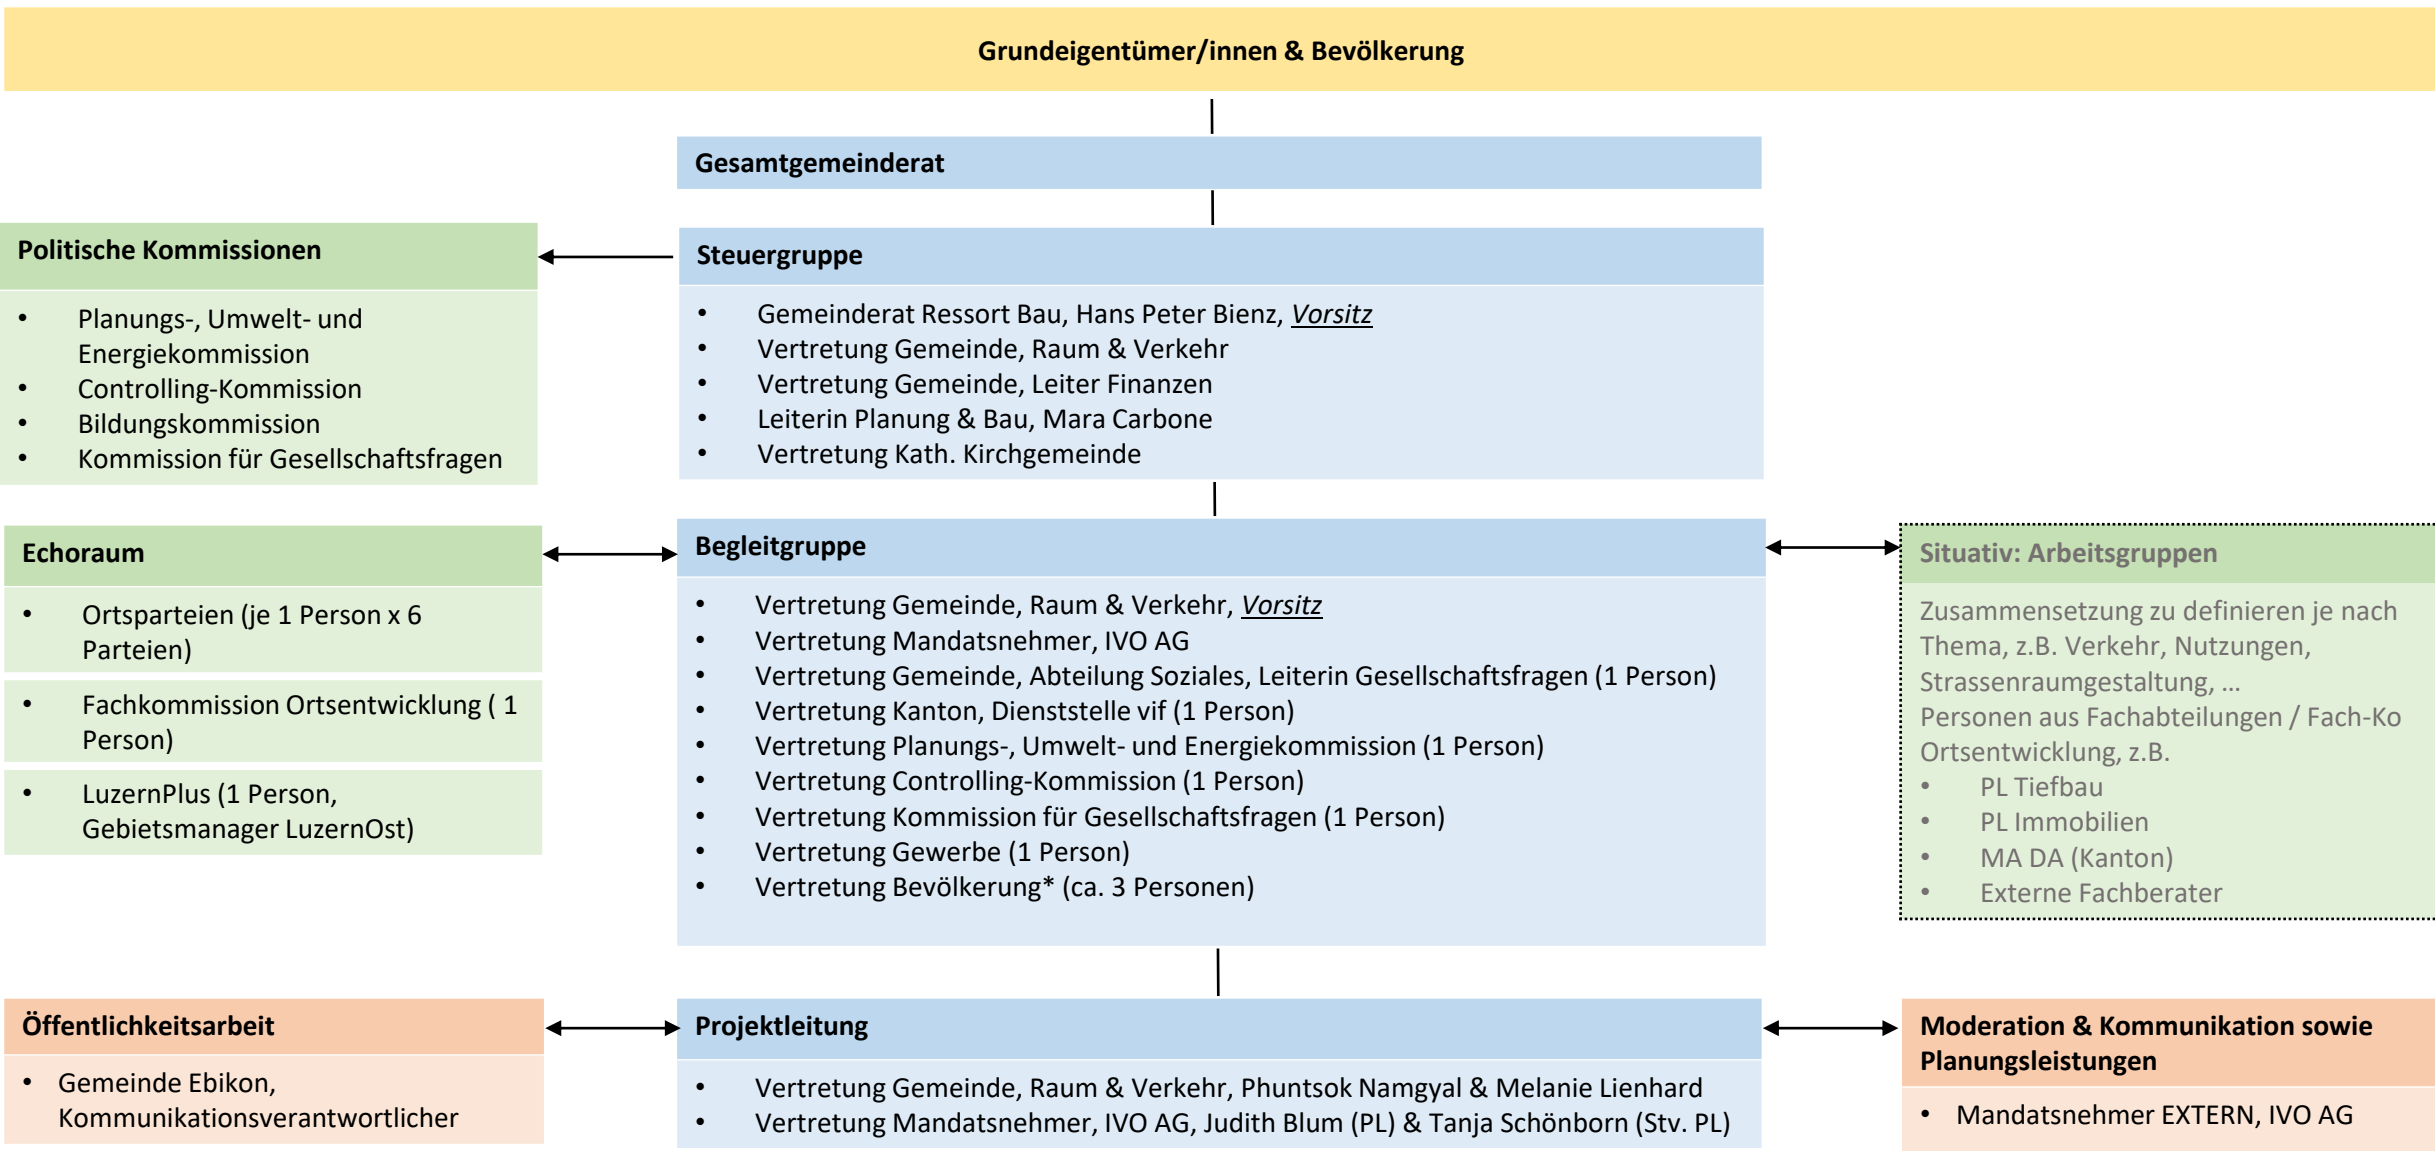 Grundeigentümer/innen & Bevölkerung
Gesamtgemeinderat
Politische Kommissionen
• Planungs-, Umwelt- und
Energiekommission
• Controlling-Kommission
• Bildungskommission
• Kommission für Gesellschaftsfragen
Steuergruppe
• Gemeinderat Ressort Bau, Hans Peter Bienz, Vorsitz
• Vertretung Gemeinde, Raum & Verkehr
• Vertretung Gemeinde, Leiter Finanzen
• Leiterin Planung & Bau, Mara Carbone
• Vertretung Kath. Kirchgemeinde
Echoraum
• Ortsparteien (je 1 Person x 6
Parteien)
• Fachkommission Ortsentwicklung ( 1
Person)
• LuzernPlus (1 Person,
Gebietsmanager LuzernOst)
Begleitgruppe
• Vertretung Gemeinde, Raum & Verkehr, Vorsitz
• Vertretung Mandatsnehmer, IVO AG
• Vertretung Gemeinde, Abteilung Soziales, Leiterin Gesellschaftsfragen (1 Person)
• Vertretung Kanton, Dienststelle vif (1 Person)
• Vertretung Planungs-, Umwelt- und Energiekommission (1 Person)
• Vertretung Controlling-Kommission (1 Person)
• Vertretung Kommission für Gesellschaftsfragen (1 Person)
• Vertretung Gewerbe (1 Person)
• Vertretung Bevölkerung* (ca. 3 Personen)
Situativ: Arbeitsgruppen
Zusammensetzung zu definieren je nach
Thema, z.B. Verkehr, Nutzungen,
Strassenraumgestaltung, …
Personen aus Fachabteilungen / Fach-Ko
Ortsentwicklung, z.B.
• PL Tiefbau
• PL Immobilien
• MA DA (Kanton)
• Externe Fachberater
Öffentlichkeitsarbeit
• Gemeinde Ebikon,
Kommunikationsverantwortlicher
Projektleitung
• Vertretung Gemeinde, Raum & Verkehr, Phuntsok Namgyal & Melanie Lienhard
• Vertretung Mandatsnehmer, IVO AG, Judith Blum (PL) & Tanja Schönborn (Stv. PL)
Moderation & Kommunikation sowie
Planungsleistungen
• Mandatsnehmer EXTERN, IVO AG